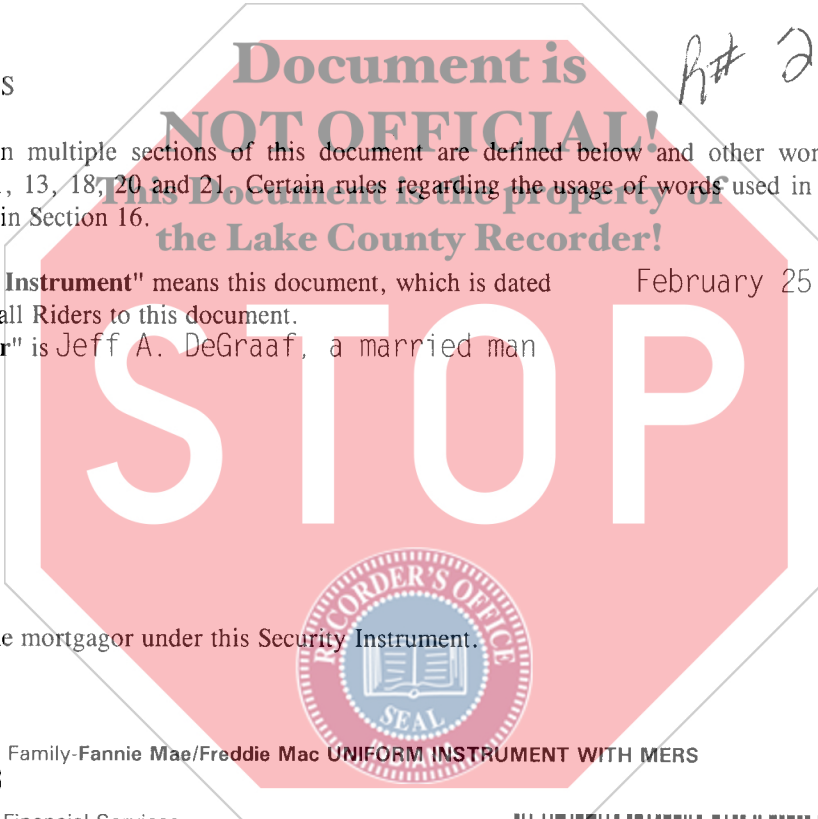 Document is
R# 2
S
NOT OFFICIAL!
n multiple sections of this document are defined below and other wor
, 13, 18, 20 and 21. Certain rules regarding the usage of words used in
This Document is the property of
in Section 16.
the Lake County Recorder!
Instrument" means this document, which is dated February 25
all Riders to this document.
r" is Jeff A. DeGraaf, a married man
STOP
RECORDER'S OFFICE
e mortgagor under this Security Instrument.
SEAL
INDIANA
Family-Fannie Mae/Freddie Mac UNIFORM INSTRUMENT WITH MERS
Financial Services